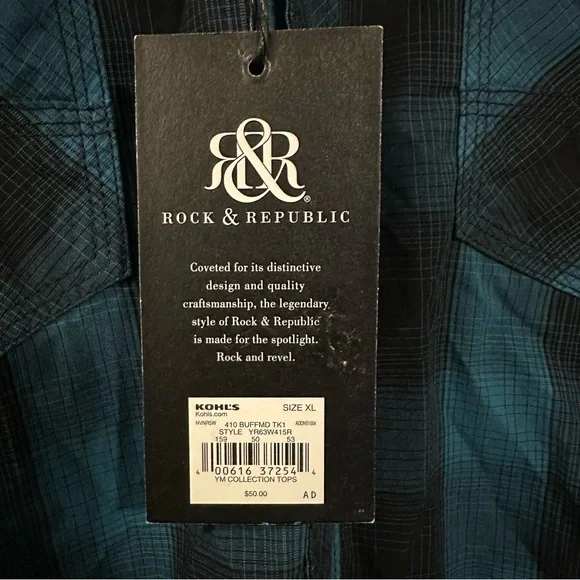 R&R®
ROCK & REPUBLIC
Coveted for its distinctive
design and quality
craftsmanship, the legendary
style of Rock & Republic
is made for the spotlight.
Rock and revel.
KOHL'S SIZE XL
Kohls.com
410 BUFFMD TK1
STYLE YR63W415R
159 50 53
4 00616 37254 4
YM COLLECTION TOPS
$50.00 A D